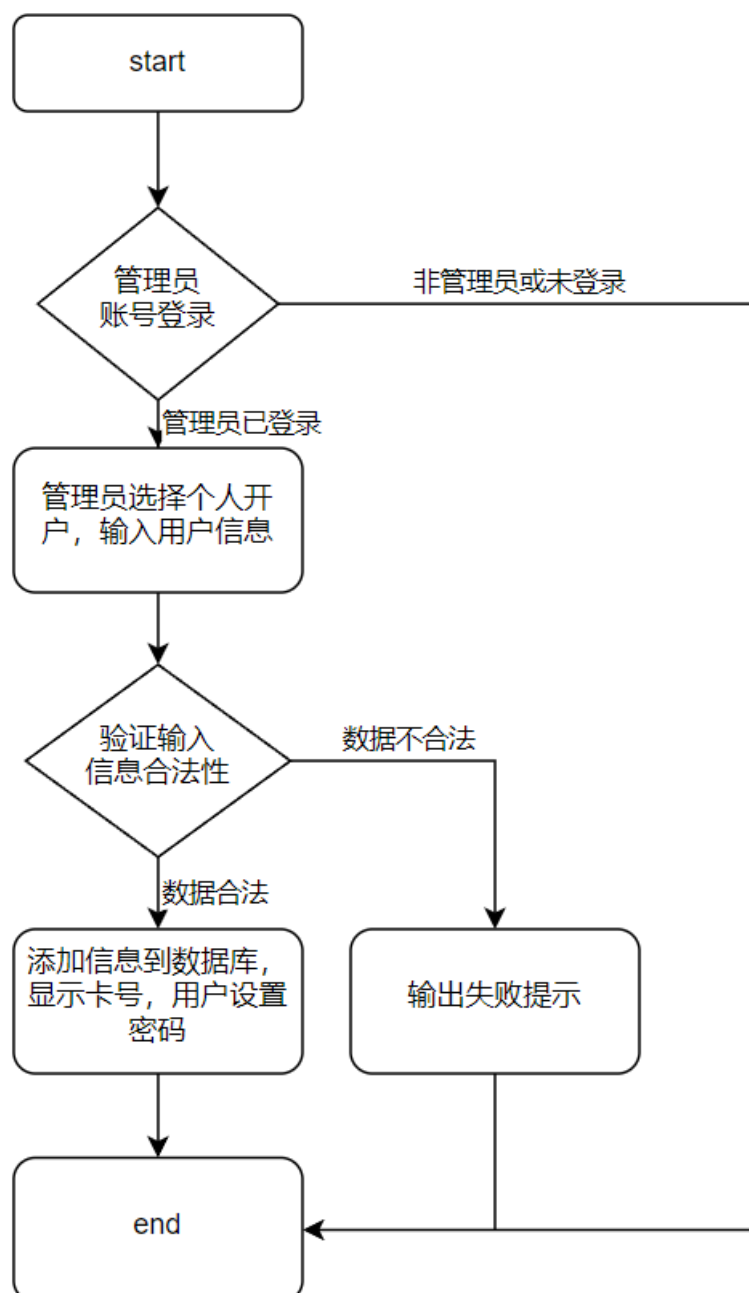 start
管理员
账号登录
非管理员或未登录
管理员已登录
管理员选择个人开
户，输入用户信息
验证输入
信息合法性
数据不合法
数据合法
添加信息到数据库，
显示卡号，用户设置
密码
输出失败提示
end